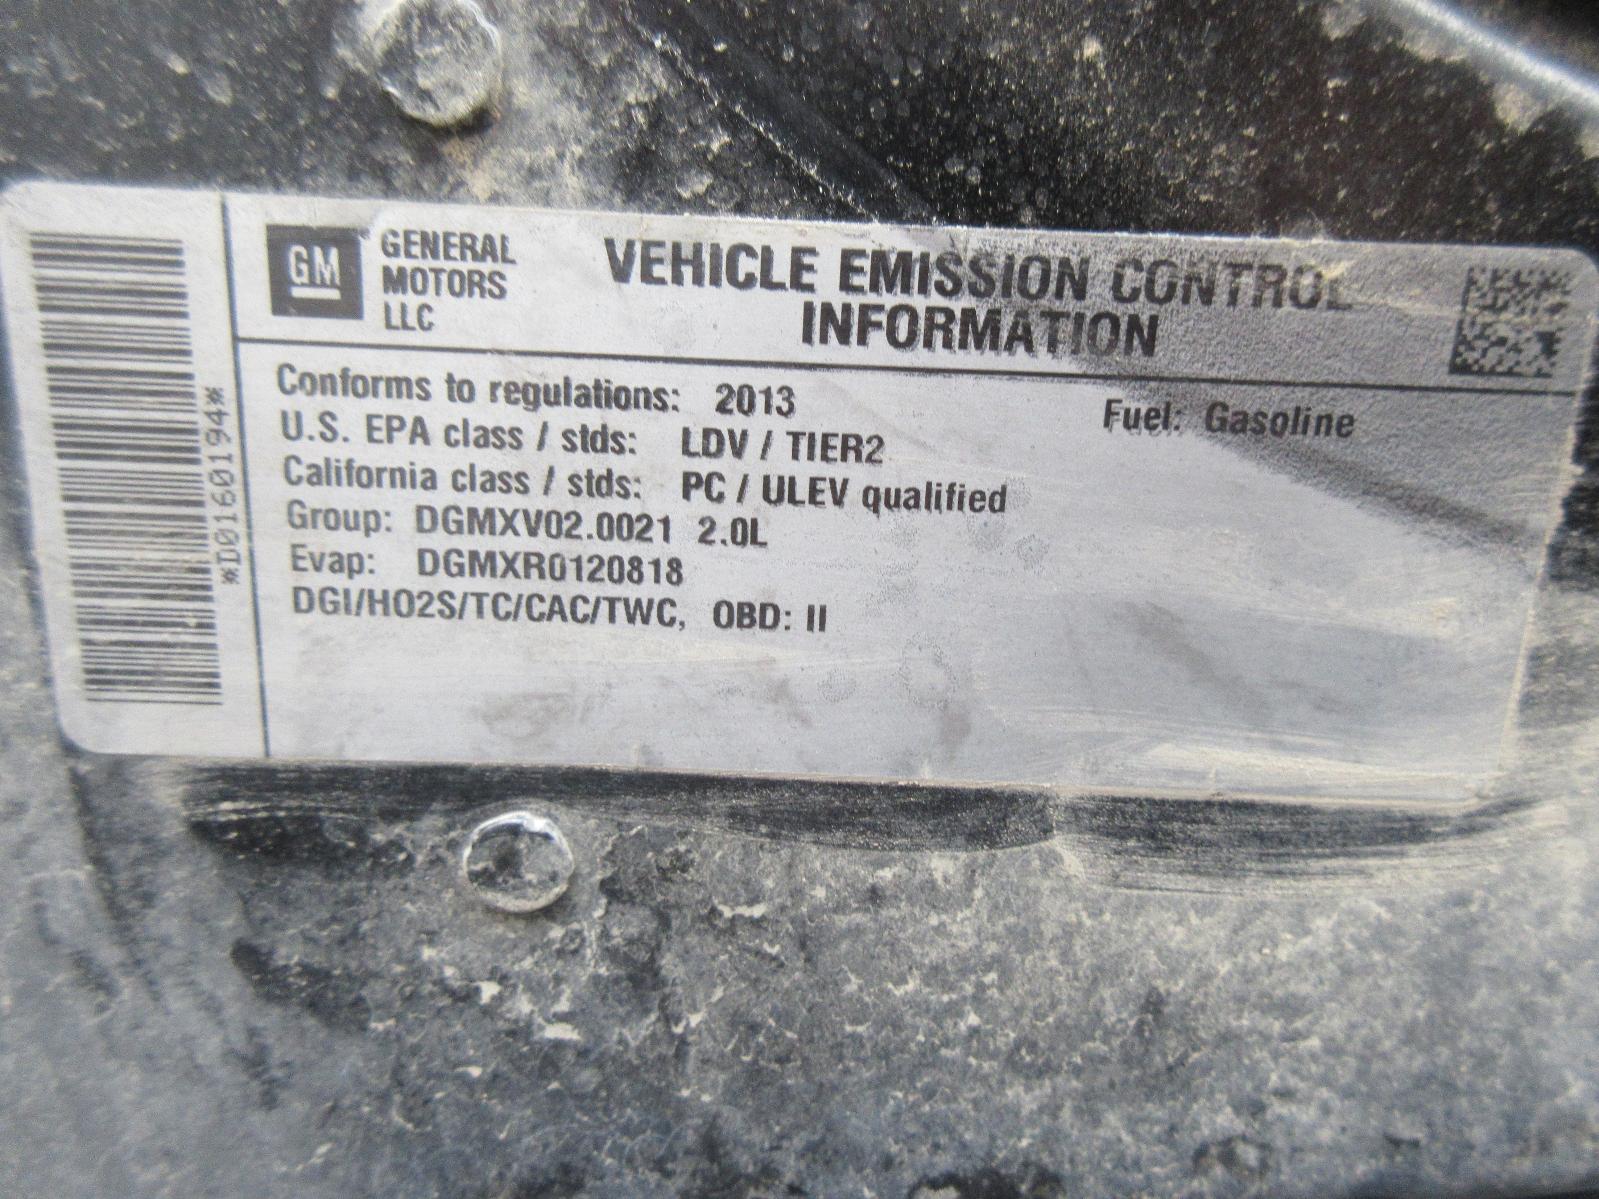 GM
GENERAL
MOTORS
LLC
VEHICLE EMISSION CONTROL
INFORMATION
Conforms to regulations: 2013
Fuel: Gasoline
U.S. EPA class / stds: LDV / TIER2
California class / stds: PC / ULEV qualified
Group: DGMXV02.0021 2.0L
Evap: DGMXR0120818
DGI/HO2S/TC/CAC/TWC, OBD: II
*D0160194*